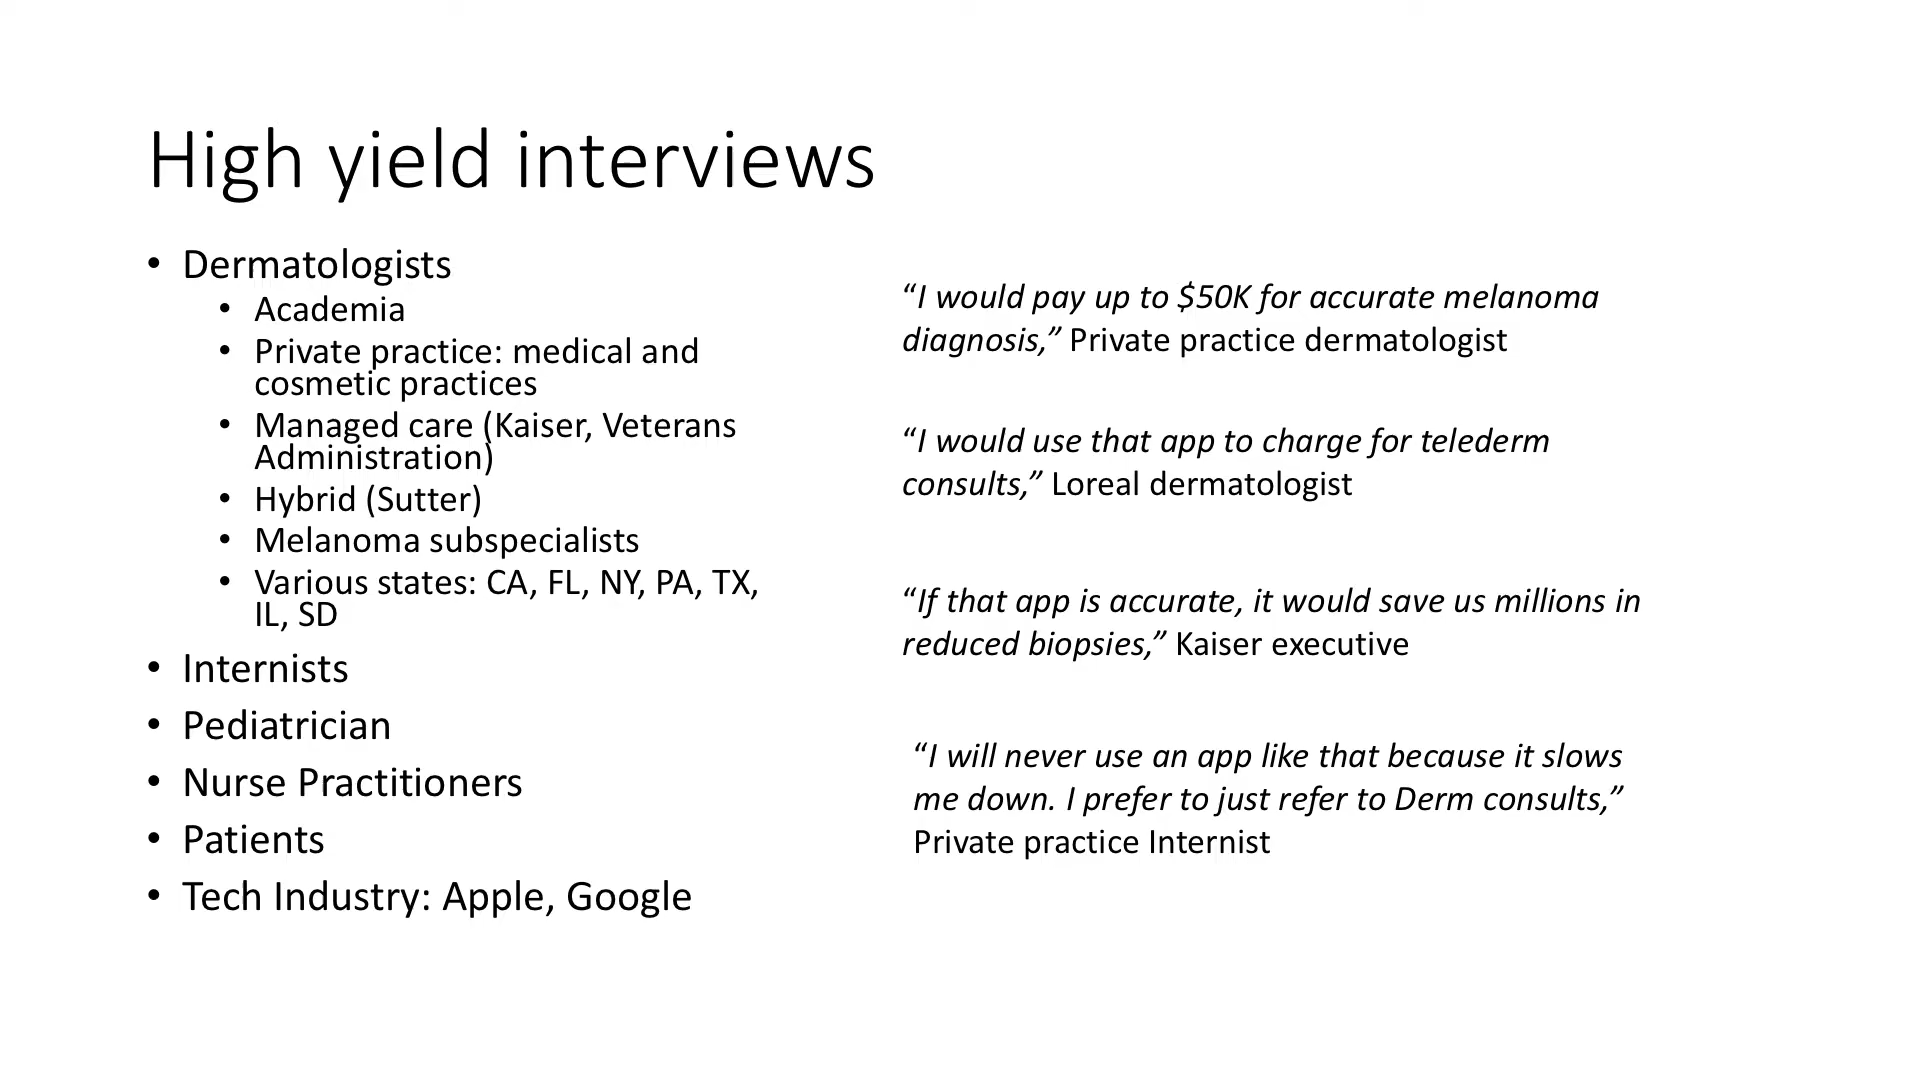 High yield interviews
• Dermatologists
• Academia
• Private practice: medical and
cosmetic practices
• Managed care (Kaiser, Veterans
Administration)
• Hybrid (Sutter)
• Melanoma subspecialists
• Various states: CA, FL, NY, PA, TX,
IL, SD
• Internists
• Pediatrician
• Nurse Practitioners
• Patients
• Tech Industry: Apple, Google
“I would pay up to $50K for accurate melanoma
diagnosis,” Private practice dermatologist
“I would use that app to charge for telederm
consults,” Loreal dermatologist
“If that app is accurate, it would save us millions in
reduced biopsies,” Kaiser executive
“I will never use an app like that because it slows
me down. I prefer to just refer to Derm consults,”
Private practice Internist